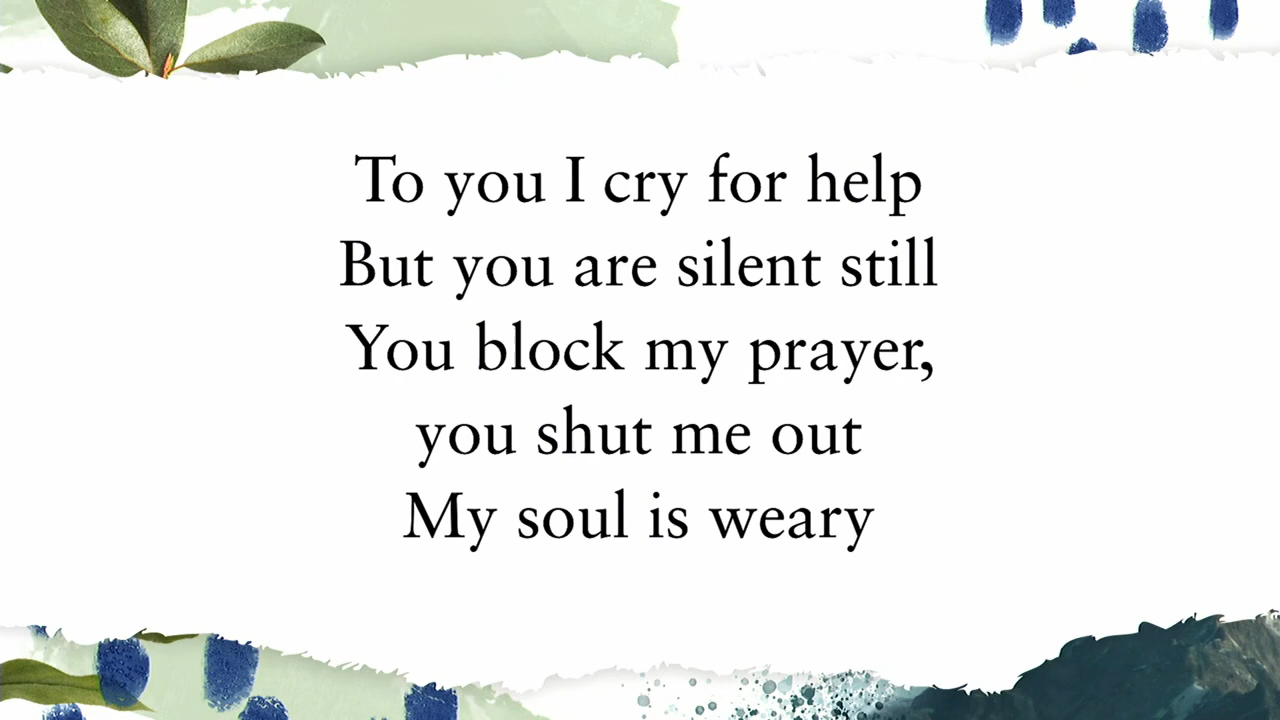 To you I cry for help
But you are silent still
You block my prayer,
you shut me out
My soul is weary